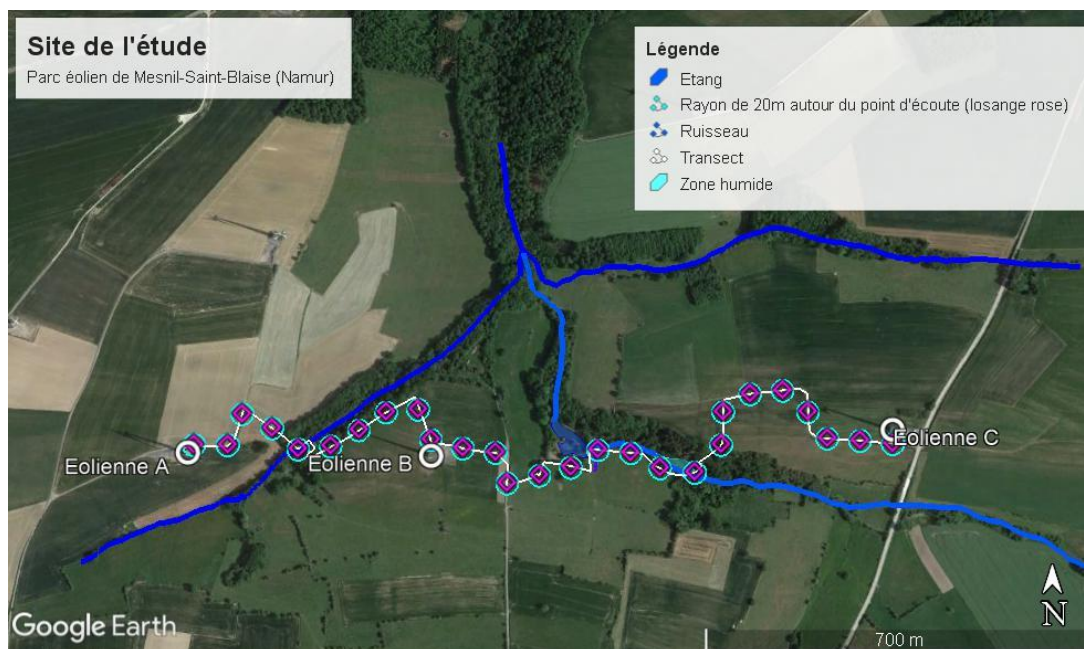 Site de l'étude
Parc éolien de Mesnil-Saint-Blaise (Namur)
Légende
Etang
Rayon de 20m autour du point d'écoute (losange rose)
Ruisseau
Transect
Zone humide
Eolienne A
Eolienne B
Eolienne C
Google Earth
N
700 m